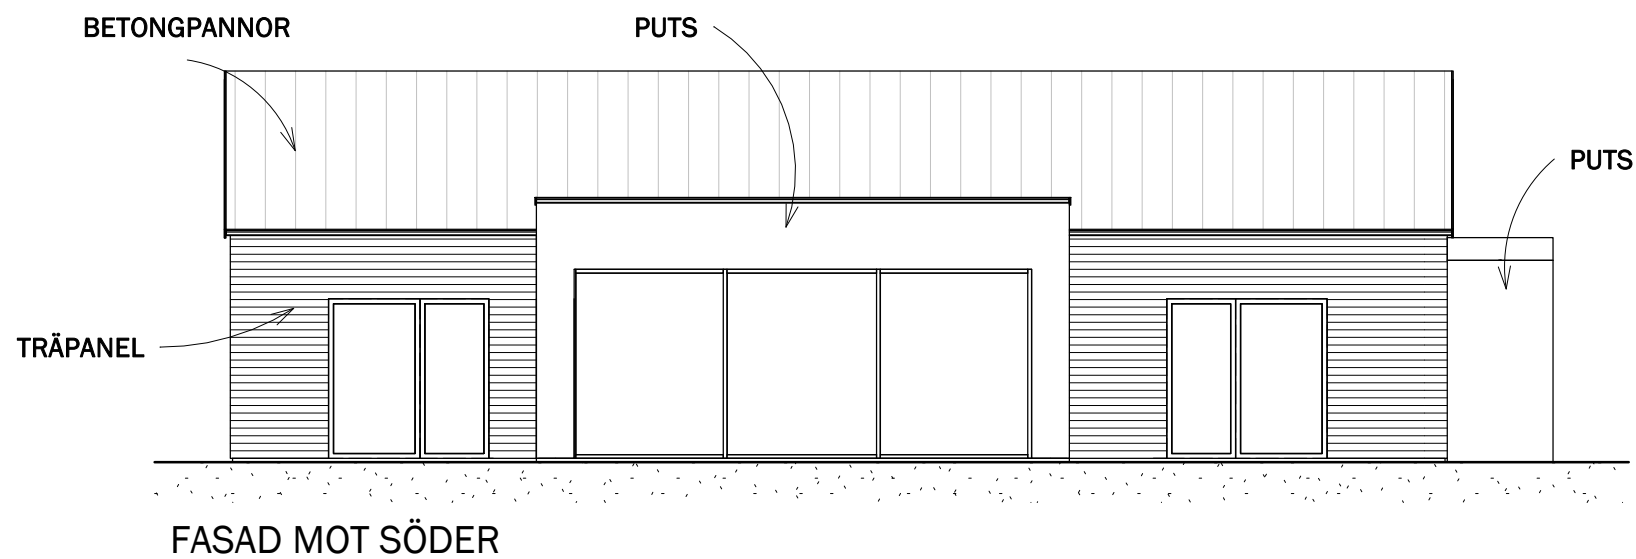 BETONGPANNOR
PUTS
PUTS
TRÄPANEL
FASAD MOT SÖDER